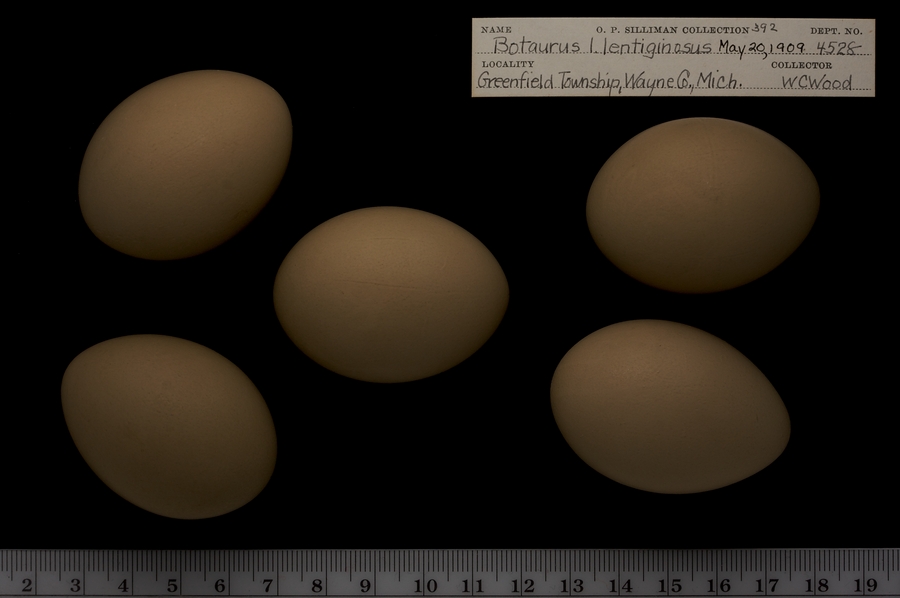 NAME O. P. SILLIMAN COLLECTION 392 DEPT. NO.
Botaurus l. lentiginosus May 20, 1909 4528
LOCALITY COLLECTOR
Greenfield Township, Wayne Co., Mich. W C Wood
2 3 4 5 6 7 8 9 10 11 12 13 14 15 16 17 18 19